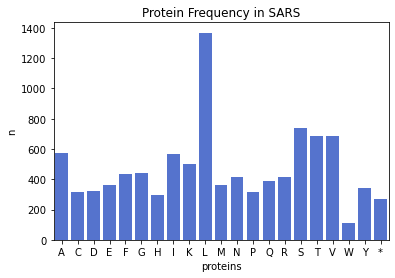 Protein Frequency in SARS
1400
1200
1000
800
600
400
200
0
n
A C D E F G H I K L M N P Q R S T V W Y *
proteins